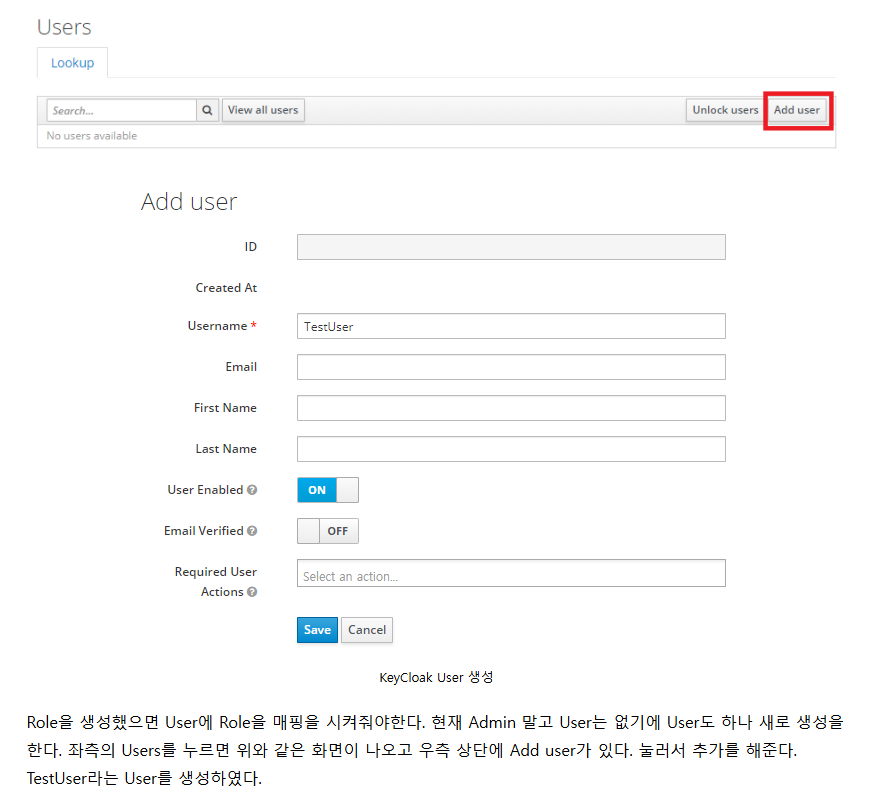 Users
Lookup
Search... View all users Unlock users Add user
No users available
Add user
ID
Created At
Username * TestUser
Email
First Name
Last Name
User Enabled ON
Email Verified OFF
Required User Select an action...
Actions
Save Cancel
KeyCloak User 생성
Role을 생성했으면 User에 Role을 매핑을 시켜줘야한다. 현재 Admin 말고 User는 없기에 User도 하나 새로 생성을
한다. 좌측의 Users를 누르면 위와 같은 화면이 나오고 우측 상단에 Add user가 있다. 눌러서 추가를 해준다.
TestUser라는 User를 생성하였다.